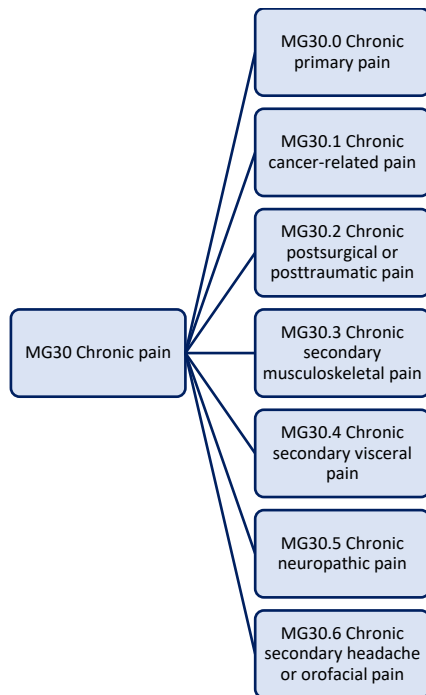 MG30.0 Chronic
primary pain
MG30.1 Chronic
cancer-related pain
MG30.2 Chronic
postsurgical or
posttraumatic pain
MG30 Chronic pain
MG30.3 Chronic
secondary
musculoskeletal pain
MG30.4 Chronic
secondary visceral
pain
MG30.5 Chronic
neuropathic pain
MG30.6 Chronic
secondary headache
or orofacial pain